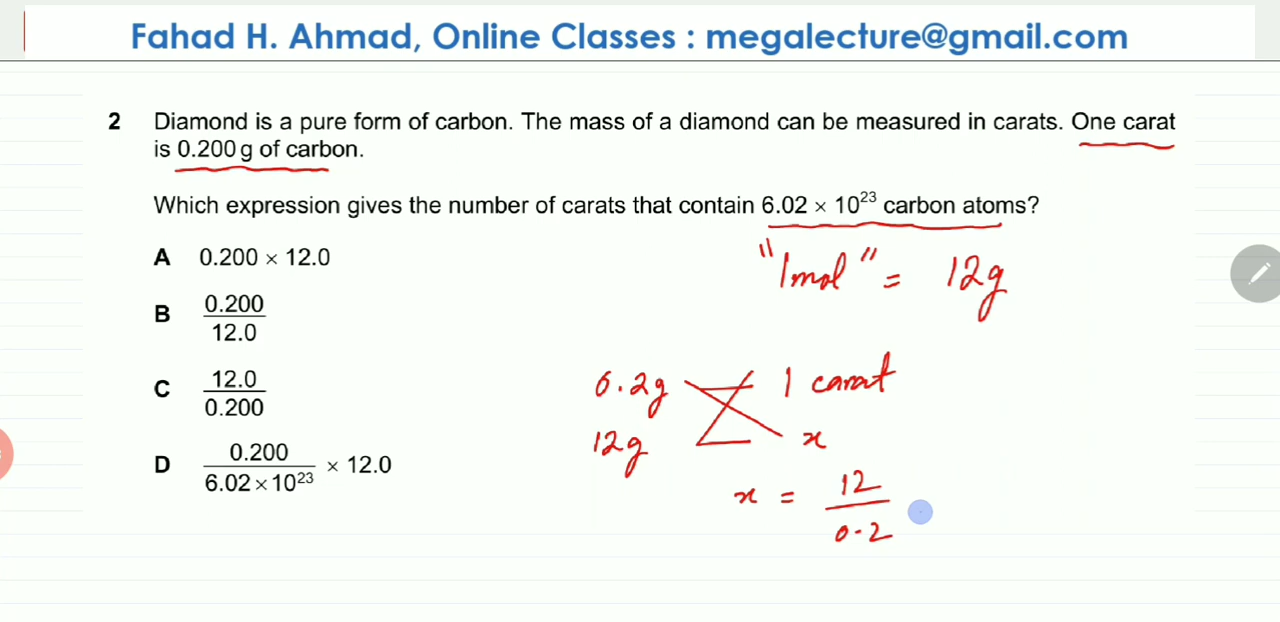 Fahad H. Ahmad, Online Classes : megalecture@gmail.com
2 Diamond is a pure form of carbon. The mass of a diamond can be measured in carats. One carat
is 0.200 g of carbon.
Which expression gives the number of carats that contain 6.02 × 10²³ carbon atoms?
"1mol" = 12g
A 0.200 × 12.0
B 0.200
12.0
C 12.0
0.200
D 0.200
6.02 × 10²³ × 12.0
0.2g 1 carat
12g x
x = 12
0.2